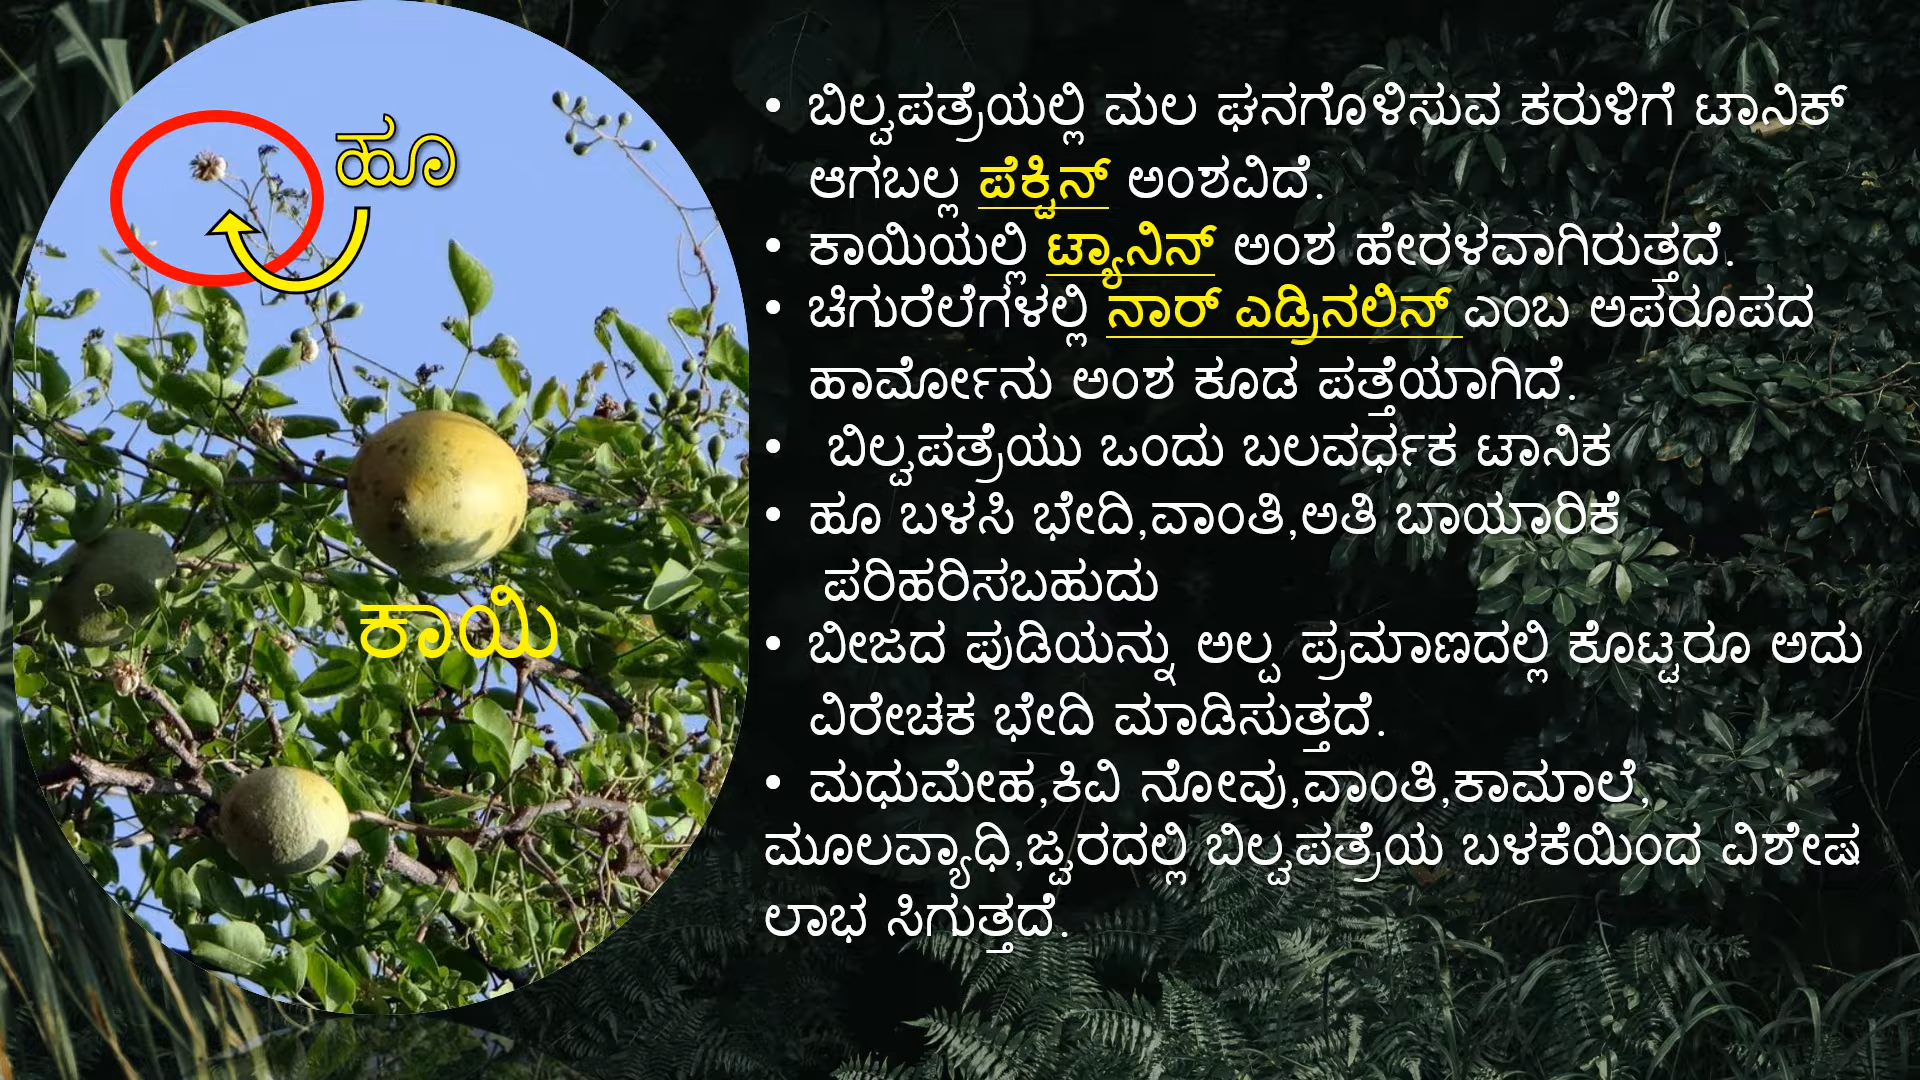 ಹೂ
ಕಾಯಿ
• ಬಿಲ್ವಪತ್ರೆಯಲ್ಲಿ ಮಲ ಘನಗೊಳಿಸುವ ಕರುಳಿಗೆ ಟಾನಿಕ್
ಆಗಬಲ್ಲ ಪೆಕ್ಟಿನ್ ಅಂಶವಿದೆ.
• ಕಾಯಿಯಲ್ಲಿ ಟ್ಯಾನಿನ್ ಅಂಶ ಹೇರಳವಾಗಿರುತ್ತದೆ.
• ಚಿಗುರೆಲೆಗಳಲ್ಲಿ ನಾರ್ ಎಡ್ರಿನಲಿನ್ ಎಂಬ ಅಪರೂಪದ
ಹಾರ್ಮೋನು ಅಂಶ ಕೂಡ ಪತ್ತೆಯಾಗಿದೆ.
• ಬಿಲ್ವಪತ್ರೆಯು ಒಂದು ಬಲವರ್ಧಕ ಟಾನಿಕ
• ಹೂ ಬಳಸಿ ಭೇದಿ,ವಾಂತಿ,ಅತಿ ಬಾಯಾರಿಕೆ
ಪರಿಹರಿಸಬಹುದು
• ಬೀಜದ ಪುಡಿಯನ್ನು ಅಲ್ಪ ಪ್ರಮಾಣದಲ್ಲಿ ಕೊಟ್ಟರೂ ಅದು
ವಿರೇಚಕ ಭೇದಿ ಮಾಡಿಸುತ್ತದೆ.
• ಮಧುಮೇಹ,ಕಿವಿ ನೋವು,ವಾಂತಿ,ಕಾಮಾಲೆ,
ಮೂಲವ್ಯಾಧಿ,ಜ್ವರದಲ್ಲಿ ಬಿಲ್ವಪತ್ರೆಯ ಬಳಕೆಯಿಂದ ವಿಶೇಷ
ಲಾಭ ಸಿಗುತ್ತದೆ.